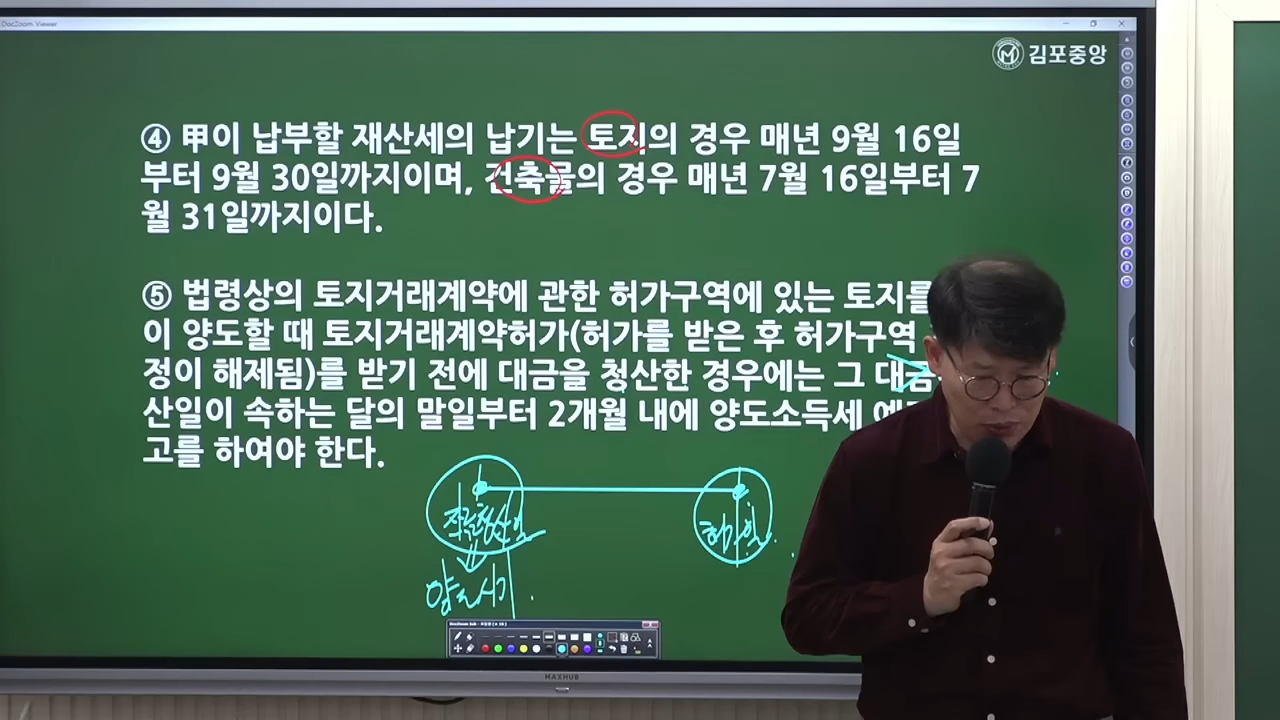 DocZoom Viewer
김포중앙
④ 甲이 납부할 재산세의 납기는 토지의 경우 매년 9월 16일
부터 9월 30일까지이며, 건축물의 경우 매년 7월 16일부터 7
월 31일까지이다.
⑤ 법령상의 토지거래계약에 관한 허가구역에 있는 토지를
이 양도할 때 토지거래계약허가(허가를 받은 후 허가구역
정이 해제됨)를 받기 전에 대금을 청산한 경우에는 그 대금
산일이 속하는 달의 말일부터 2개월 내에 양도소득세 예
고를 하여야 한다.
허가일
양도시기
MAXHUB